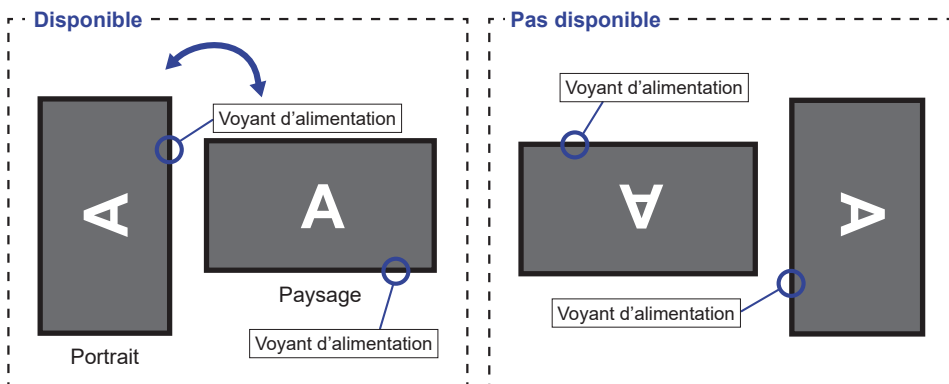 Disponible
Voyant d’alimentation
A
A
Paysage
Voyant d’alimentation
Portrait
Pas disponible
Voyant d’alimentation
A
A
Voyant d’alimentation